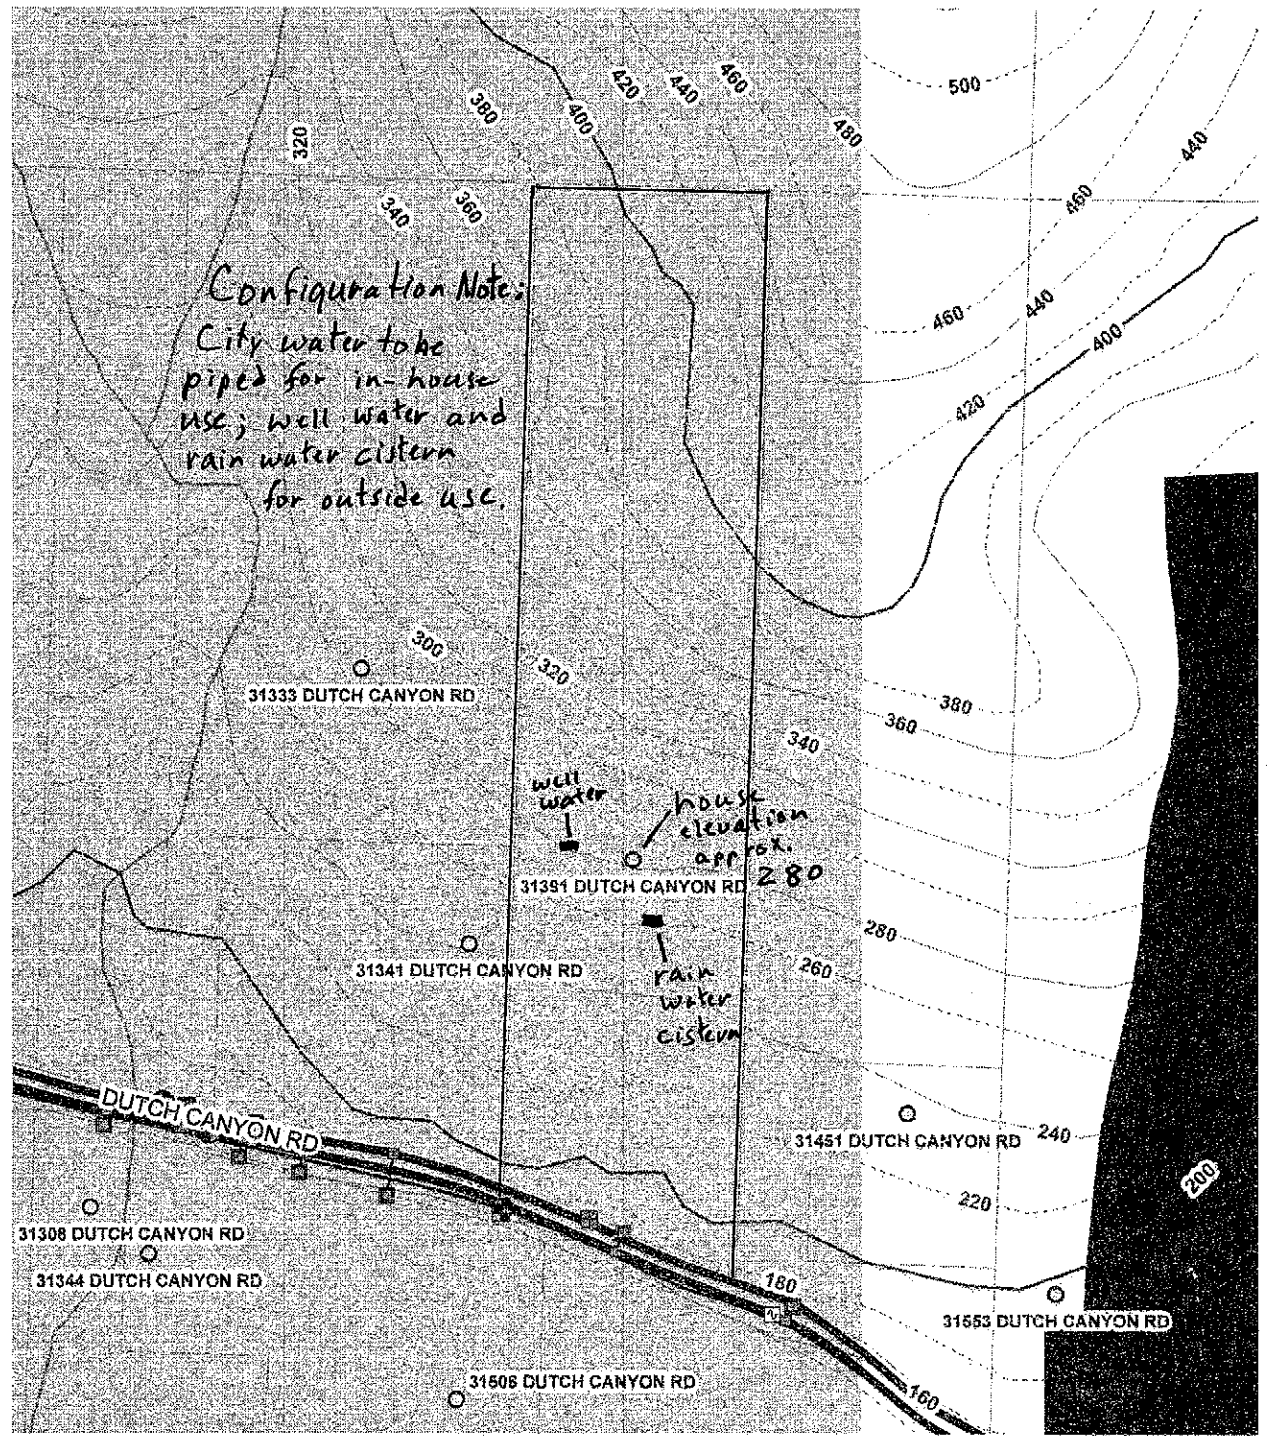 500
460
420
440
480
380
400
320
440
460
340
360
Configuration Note:
City water to be
piped for in-house
use; well water and
rain water cistern
for outside use.
460
440
400
420
300
320
31333 DUTCH CANYON RD
380
360
340
well
water
house
elevation
approx.
280
31391 DUTCH CANYON RD
280
260
31341 DUTCH CANYON RD
rain
water
cistern
DUTCH CANYON RD
31451 DUTCH CANYON RD
240
220
200
31308 DUTCH CANYON RD
31344 DUTCH CANYON RD
180
31553 DUTCH CANYON RD
31506 DUTCH CANYON RD
160